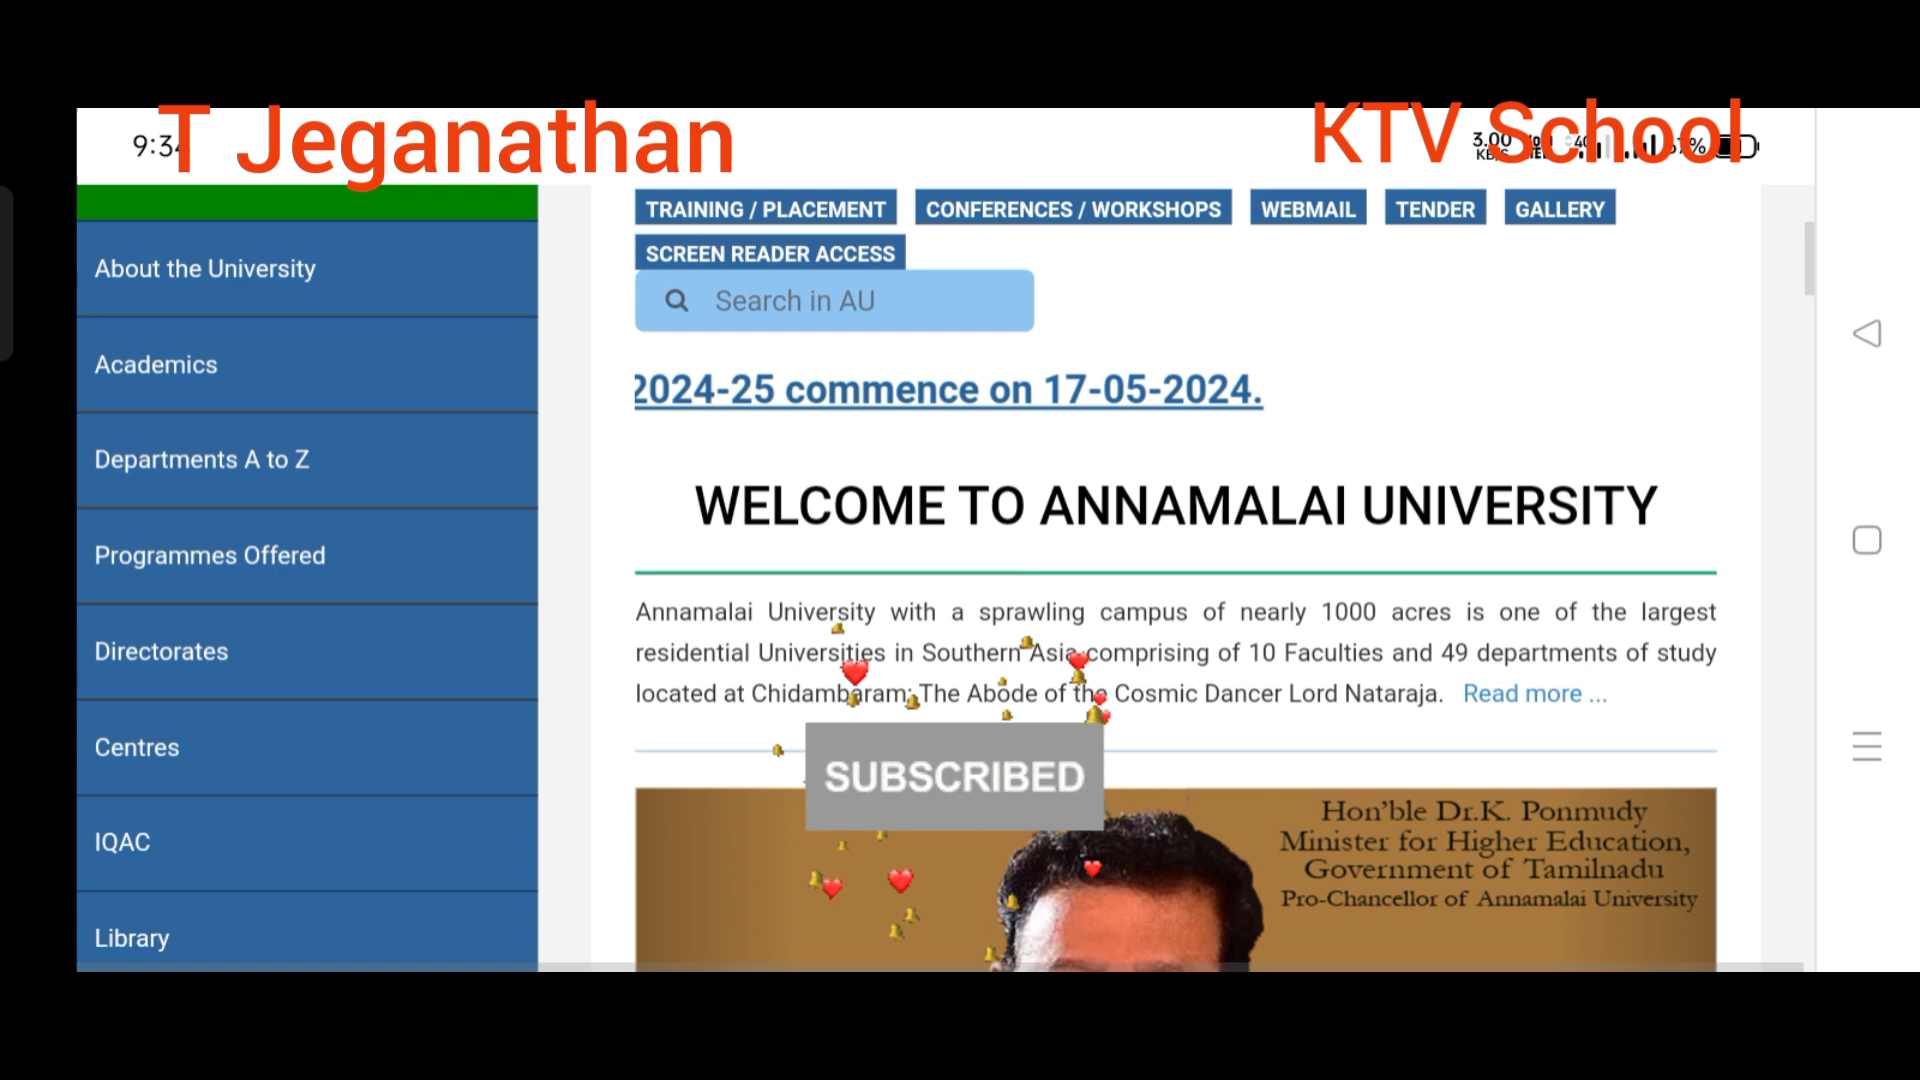 T Jeganathan
KTV School
9:34
3.00
KB/S
TRAINING / PLACEMENT
CONFERENCES / WORKSHOPS
WEBMAIL
TENDER
GALLERY
SCREEN READER ACCESS
Search in AU
About the University
Academics
Departments A to Z
Programmes Offered
Directorates
Centres
IQAC
Library
2024-25 commence on 17-05-2024.
WELCOME TO ANNAMALAI UNIVERSITY
Annamalai University with a sprawling campus of nearly 1000 acres is one of the largest
residential Universities in Southern Asia comprising of 10 Faculties and 49 departments of study
located at Chidambaram; The Abode of the Cosmic Dancer Lord Nataraja. Read more ...
SUBSCRIBED
Hon'ble Dr.K. Ponmudy
Minister for Higher Education,
Government of Tamilnadu
Pro-Chancellor of Annamalai University